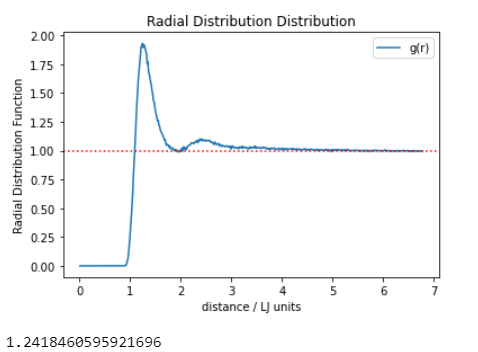 Radial Distribution Distribution
g(r)
2.00
1.75
1.50
1.25
1.00
0.75
0.50
0.25
0.00
Radial Distribution Function
0 1 2 3 4 5 6 7
distance / LJ units
1.2418460595921696